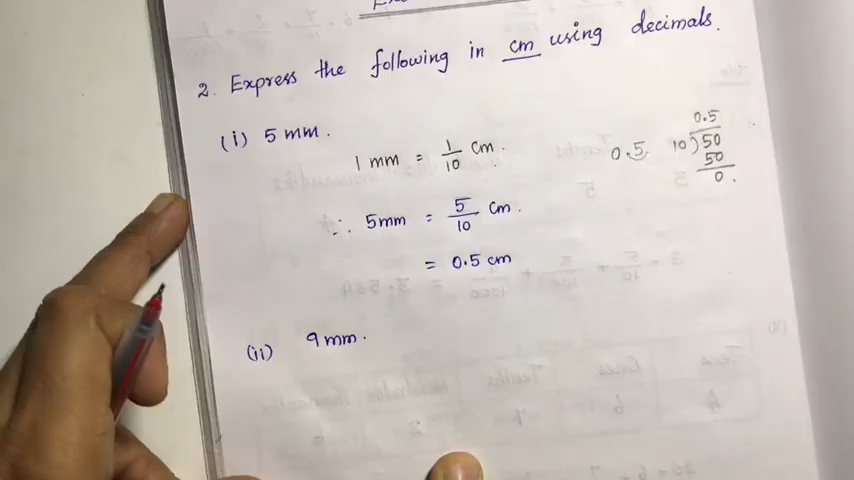 2. Express the following in cm using decimals.
(i) 5 mm.
1 mm = 1/10 cm.
0.5
0.5
10)50
50
0.
∴ 5mm = 5/10 cm.
= 0.5 cm
(ii) 9 mm.